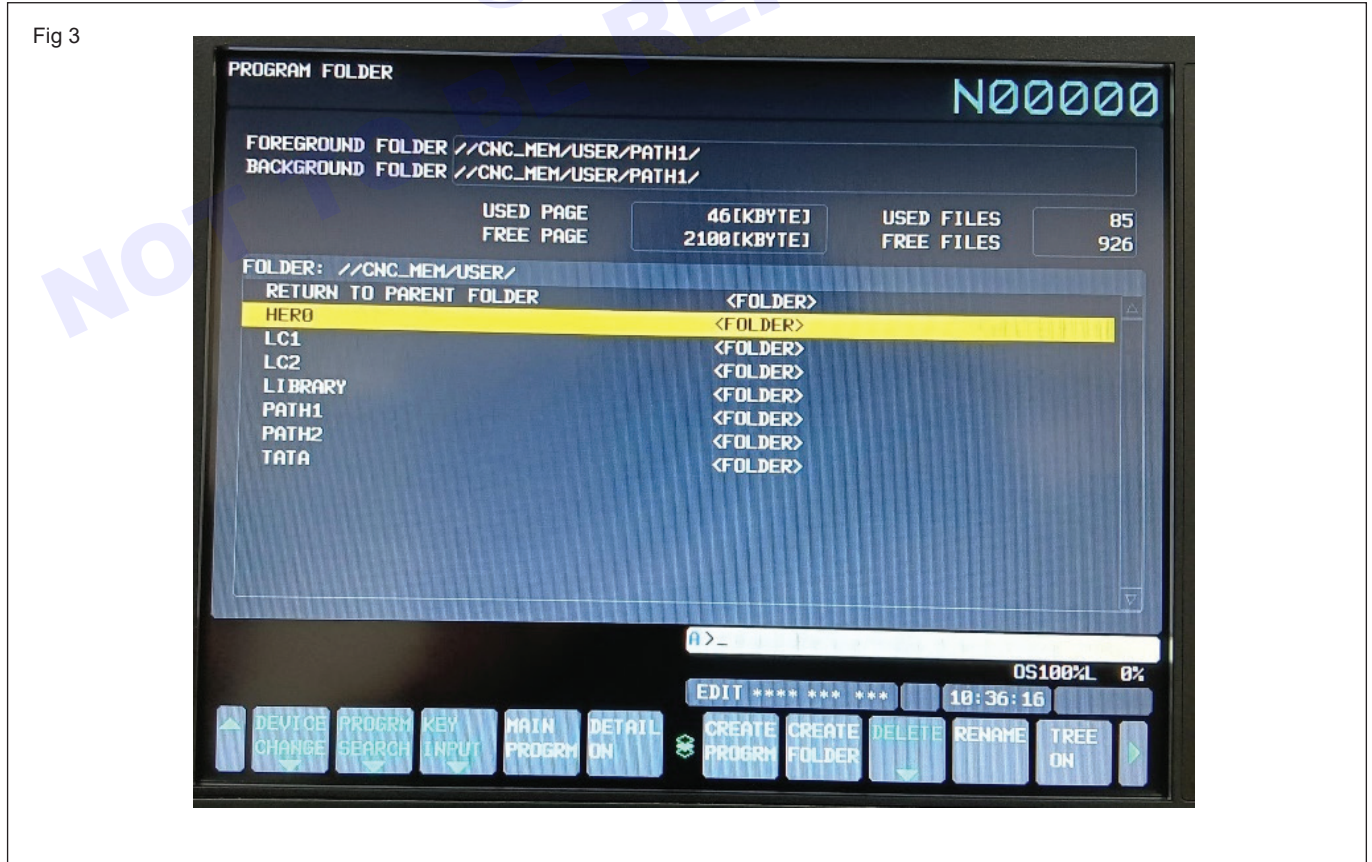 Fig 3
PROGRAM FOLDER
N00000
FOREGROUND FOLDER //CNC_MEM/USER/PATH1/
BACKGROUND FOLDER //CNC_MEM/USER/PATH1/
USED PAGE 46[KBYTE] USED FILES 85
FREE PAGE 2100[KBYTE] FREE FILES 926
FOLDER: //CNC_MEM/USER/
RETURN TO PARENT FOLDER <FOLDER>
HERO <FOLDER>
LC1 <FOLDER>
LC2 <FOLDER>
LIBRARY <FOLDER>
PATH1 <FOLDER>
PATH2 <FOLDER>
TATA <FOLDER>
A>_
OS100%L 0%
EDIT **** *** *** 10:36:16
DEVICE PROGRM KEY MAIN DETAIL CREATE CREATE DELETE RENAME TREE
CHANGE SEARCH INPUT PROGRM ON PROGRM FOLDER ON
NOT TO BE